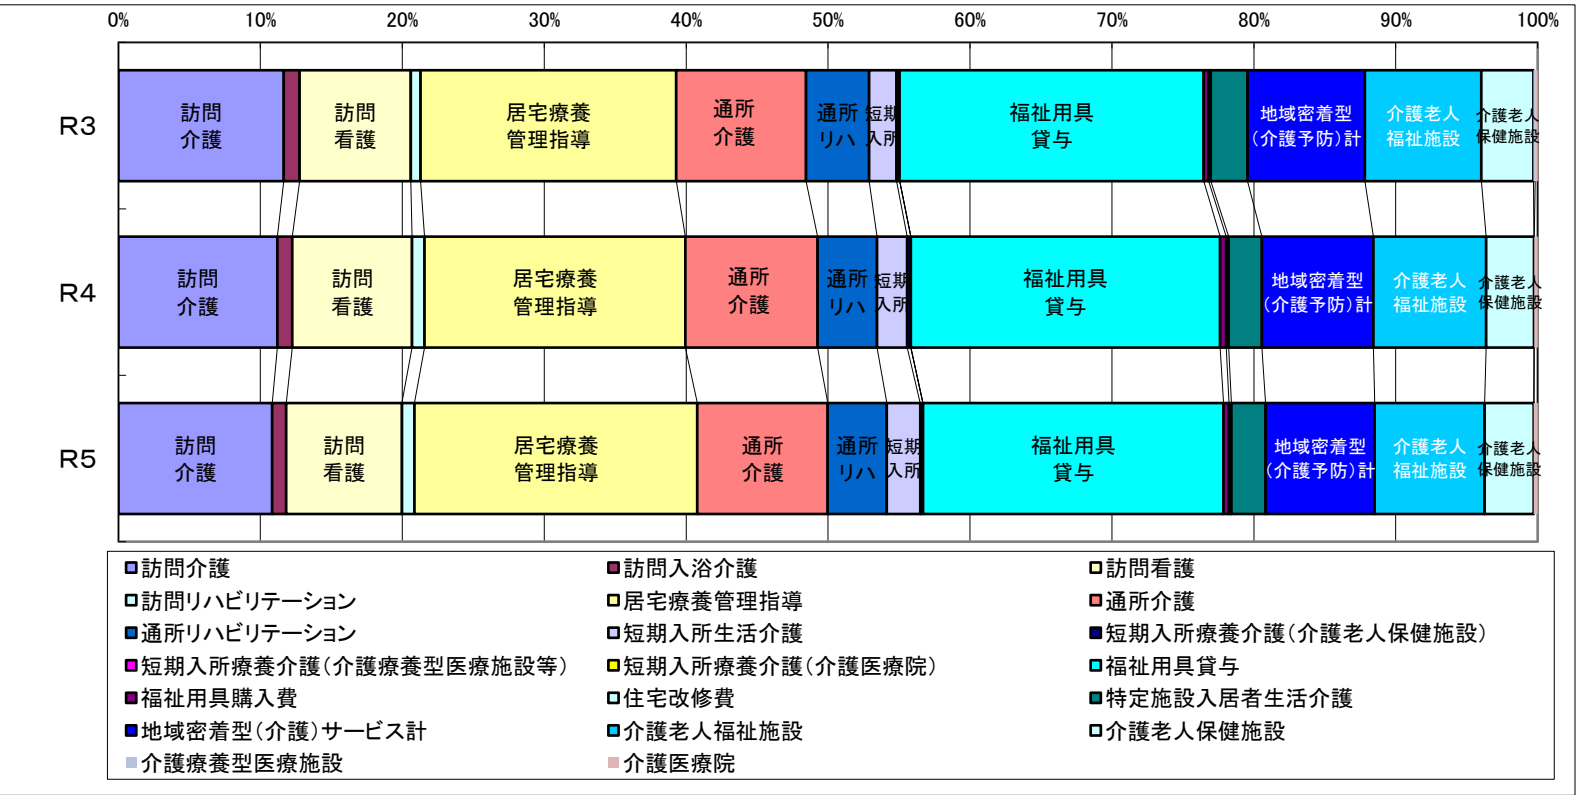 0% 10% 20% 30% 40% 50% 60% 70% 80% 90% 100%
R3
訪問
介護
訪問
看護
居宅療養
管理指導
通所
介護
通所
リハ
短期
入所
福祉用具
貸与
地域密着型
(介護予防)計
介護老人
福祉施設
介護老人
保健施設
R4
訪問
介護
訪問
看護
居宅療養
管理指導
通所
介護
通所
リハ
短期
入所
福祉用具
貸与
地域密着型
(介護予防)計
介護老人
福祉施設
介護老人
保健施設
R5
訪問
介護
訪問
看護
居宅療養
管理指導
通所
介護
通所
リハ
短期
入所
福祉用具
貸与
地域密着型
(介護予防)計
介護老人
福祉施設
介護老人
保健施設
訪問介護 訪問入浴介護 訪問看護
訪問リハビリテーション 居宅療養管理指導 通所介護
通所リハビリテーション 短期入所生活介護 短期入所療養介護(介護老人保健施設)
短期入所療養介護(介護療養型医療施設等) 短期入所療養介護(介護医療院) 福祉用具貸与
福祉用具購入費 住宅改修費 特定施設入居者生活介護
地域密着型(介護)サービス計 介護老人福祉施設 介護老人保健施設
介護療養型医療施設 介護医療院